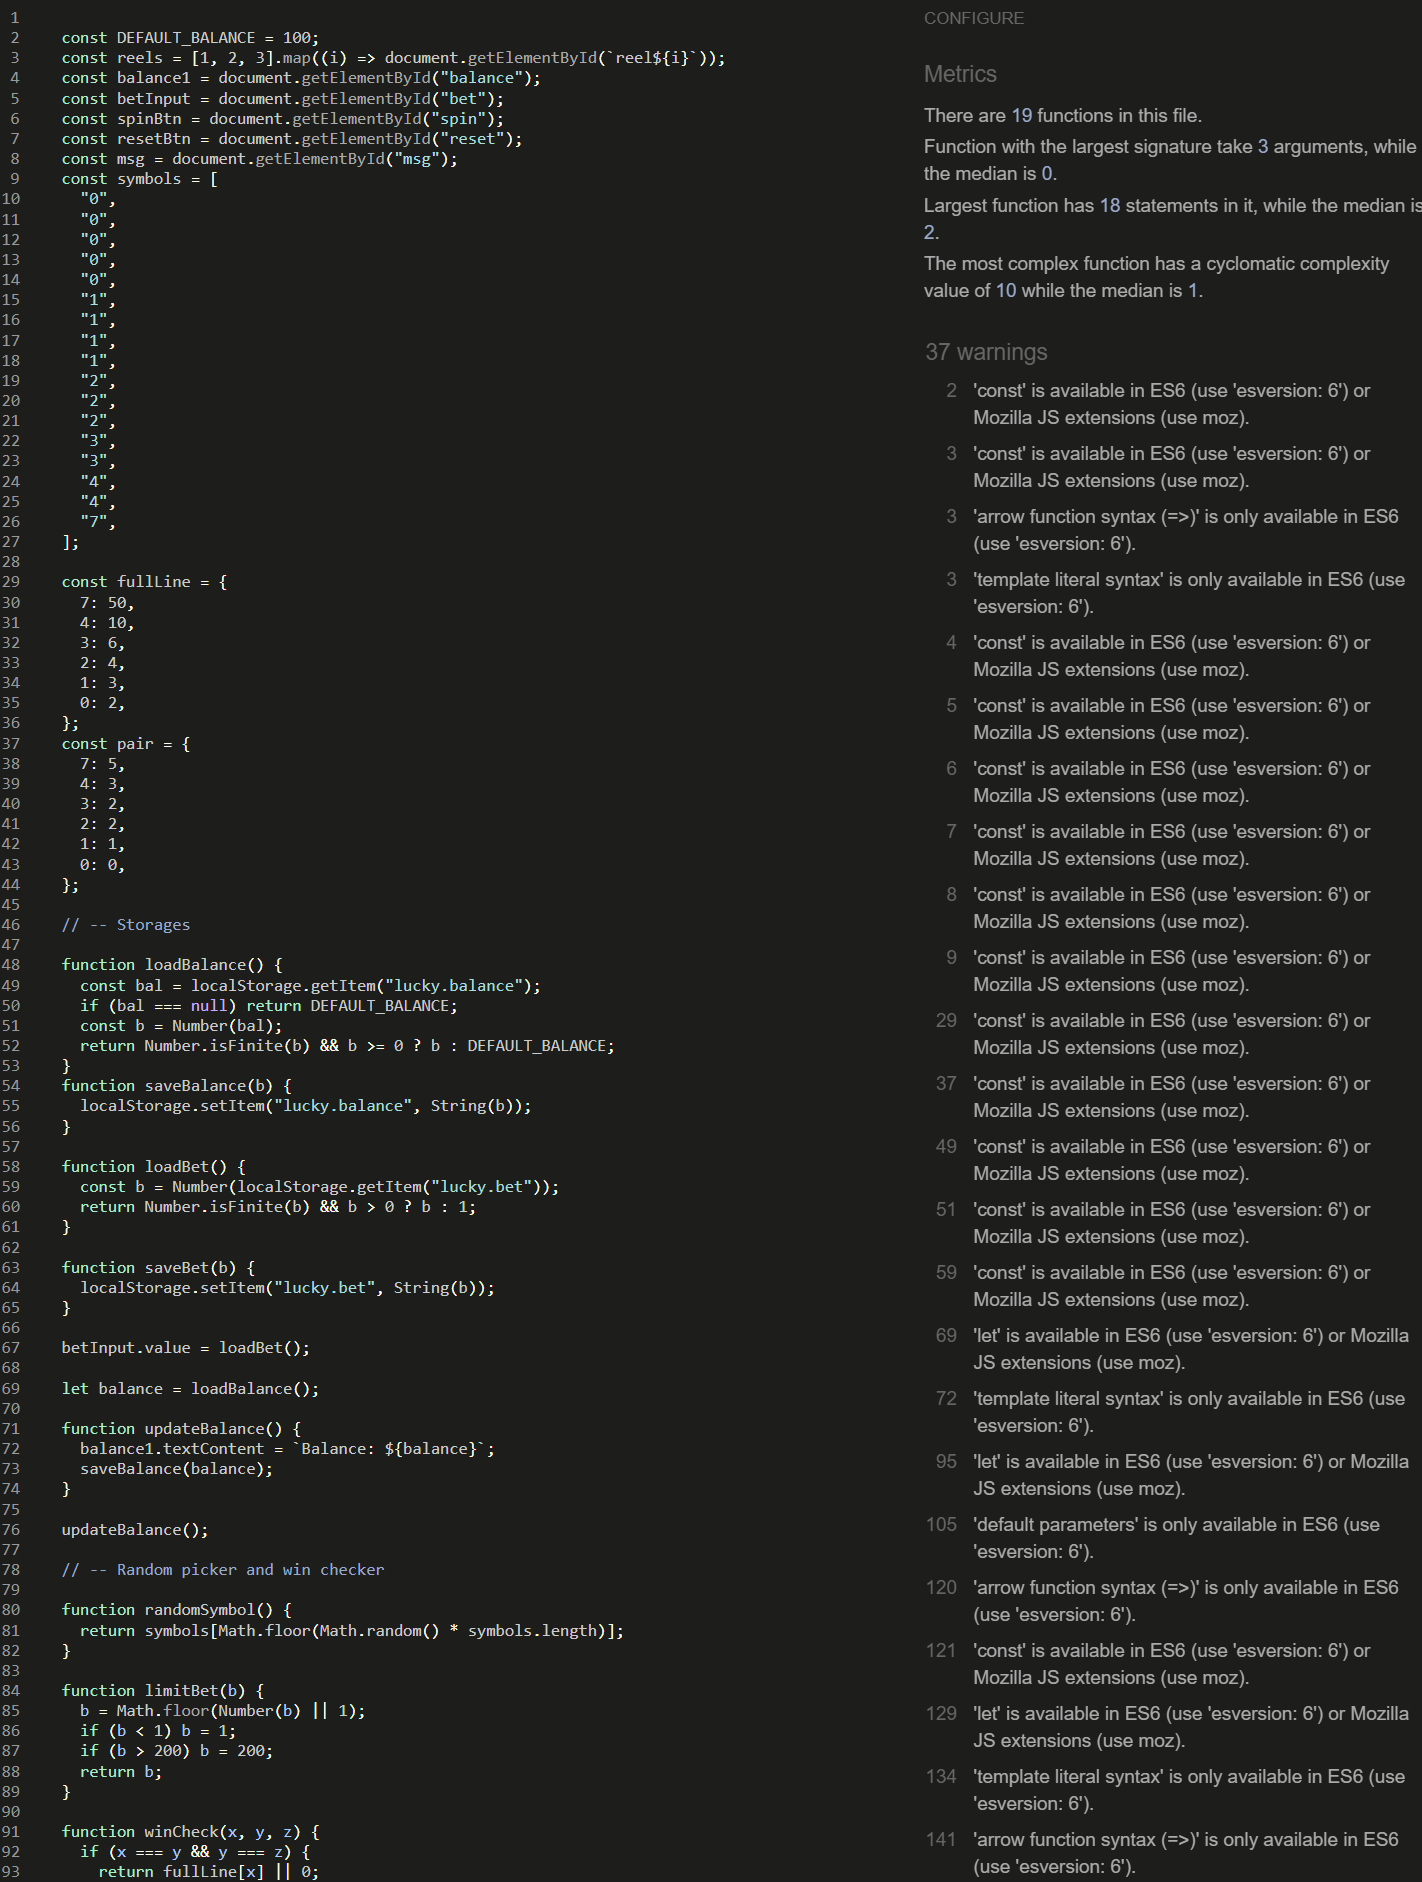 1
2 const DEFAULT_BALANCE = 100;
3 const reels = [1, 2, 3].map((i) => document.getElementById(`reel${i}`));
4 const balance1 = document.getElementById("balance");
5 const betInput = document.getElementById("bet");
6 const spinBtn = document.getElementById("spin");
7 const resetBtn = document.getElementById("reset");
8 const msg = document.getElementById("msg");
9 const symbols = [
10 "0",
11 "0",
12 "0",
13 "0",
14 "0",
15 "1",
16 "1",
17 "1",
18 "1",
19 "2",
20 "2",
21 "2",
22 "3",
23 "3",
24 "4",
25 "4",
26 "7",
27 ];
28
29 const fullLine = {
30 7: 50,
31 4: 10,
32 3: 6,
33 2: 4,
34 1: 3,
35 0: 2,
36 };
37 const pair = {
38 7: 5,
39 4: 3,
40 3: 2,
41 2: 2,
42 1: 1,
43 0: 0,
44 };
45
46 // -- Storages
47
48 function loadBalance() {
49 const bal = localStorage.getItem("lucky.balance");
50 if (bal === null) return DEFAULT_BALANCE;
51 const b = Number(bal);
52 return Number.isFinite(b) && b >= 0 ? b : DEFAULT_BALANCE;
53 }
54 function saveBalance(b) {
55 localStorage.setItem("lucky.balance", String(b));
56 }
57
58 function loadBet() {
59 const b = Number(localStorage.getItem("lucky.bet"));
60 return Number.isFinite(b) && b > 0 ? b : 1;
61 }
62
63 function saveBet(b) {
64 localStorage.setItem("lucky.bet", String(b));
65 }
66
67 betInput.value = loadBet();
68
69 let balance = loadBalance();
70
71 function updateBalance() {
72 balance1.textContent = `Balance: ${balance}`;
73 saveBalance(balance);
74 }
75
76 updateBalance();
77
78 // -- Random picker and win checker
79
80 function randomSymbol() {
81 return symbols[Math.floor(Math.random() * symbols.length)];
82 }
83
84 function limitBet(b) {
85 b = Math.floor(Number(b) || 1);
86 if (b < 1) b = 1;
87 if (b > 200) b = 200;
88 return b;
89 }
90
91 function winCheck(x, y, z) {
92 if (x === y && y === z) {
93 return fullLine[x] || 0;
CONFIGURE
Metrics
There are 19 functions in this file.
Function with the largest signature take 3 arguments, while
the median is 0.
Largest function has 18 statements in it, while the median is
2.
The most complex function has a cyclomatic complexity
value of 10 while the median is 1.
37 warnings
2 'const' is available in ES6 (use 'esversion: 6') or
Mozilla JS extensions (use moz).
3 'const' is available in ES6 (use 'esversion: 6') or
Mozilla JS extensions (use moz).
3 'arrow function syntax (=>)' is only available in ES6
(use 'esversion: 6').
3 'template literal syntax' is only available in ES6 (use
'esversion: 6').
4 'const' is available in ES6 (use 'esversion: 6') or
Mozilla JS extensions (use moz).
5 'const' is available in ES6 (use 'esversion: 6') or
Mozilla JS extensions (use moz).
6 'const' is available in ES6 (use 'esversion: 6') or
Mozilla JS extensions (use moz).
7 'const' is available in ES6 (use 'esversion: 6') or
Mozilla JS extensions (use moz).
8 'const' is available in ES6 (use 'esversion: 6') or
Mozilla JS extensions (use moz).
9 'const' is available in ES6 (use 'esversion: 6') or
Mozilla JS extensions (use moz).
29 'const' is available in ES6 (use 'esversion: 6') or
Mozilla JS extensions (use moz).
37 'const' is available in ES6 (use 'esversion: 6') or
Mozilla JS extensions (use moz).
49 'const' is available in ES6 (use 'esversion: 6') or
Mozilla JS extensions (use moz).
51 'const' is available in ES6 (use 'esversion: 6') or
Mozilla JS extensions (use moz).
59 'const' is available in ES6 (use 'esversion: 6') or
Mozilla JS extensions (use moz).
69 'let' is available in ES6 (use 'esversion: 6') or Mozilla
JS extensions (use moz).
72 'template literal syntax' is only available in ES6 (use
'esversion: 6').
95 'let' is available in ES6 (use 'esversion: 6') or Mozilla
JS extensions (use moz).
105 'default parameters' is only available in ES6 (use
'esversion: 6').
120 'arrow function syntax (=>)' is only available in ES6
(use 'esversion: 6').
121 'const' is available in ES6 (use 'esversion: 6') or
Mozilla JS extensions (use moz).
129 'let' is available in ES6 (use 'esversion: 6') or Mozilla
JS extensions (use moz).
134 'template literal syntax' is only available in ES6 (use
'esversion: 6').
141 'arrow function syntax (=>)' is only available in ES6
(use 'esversion: 6').